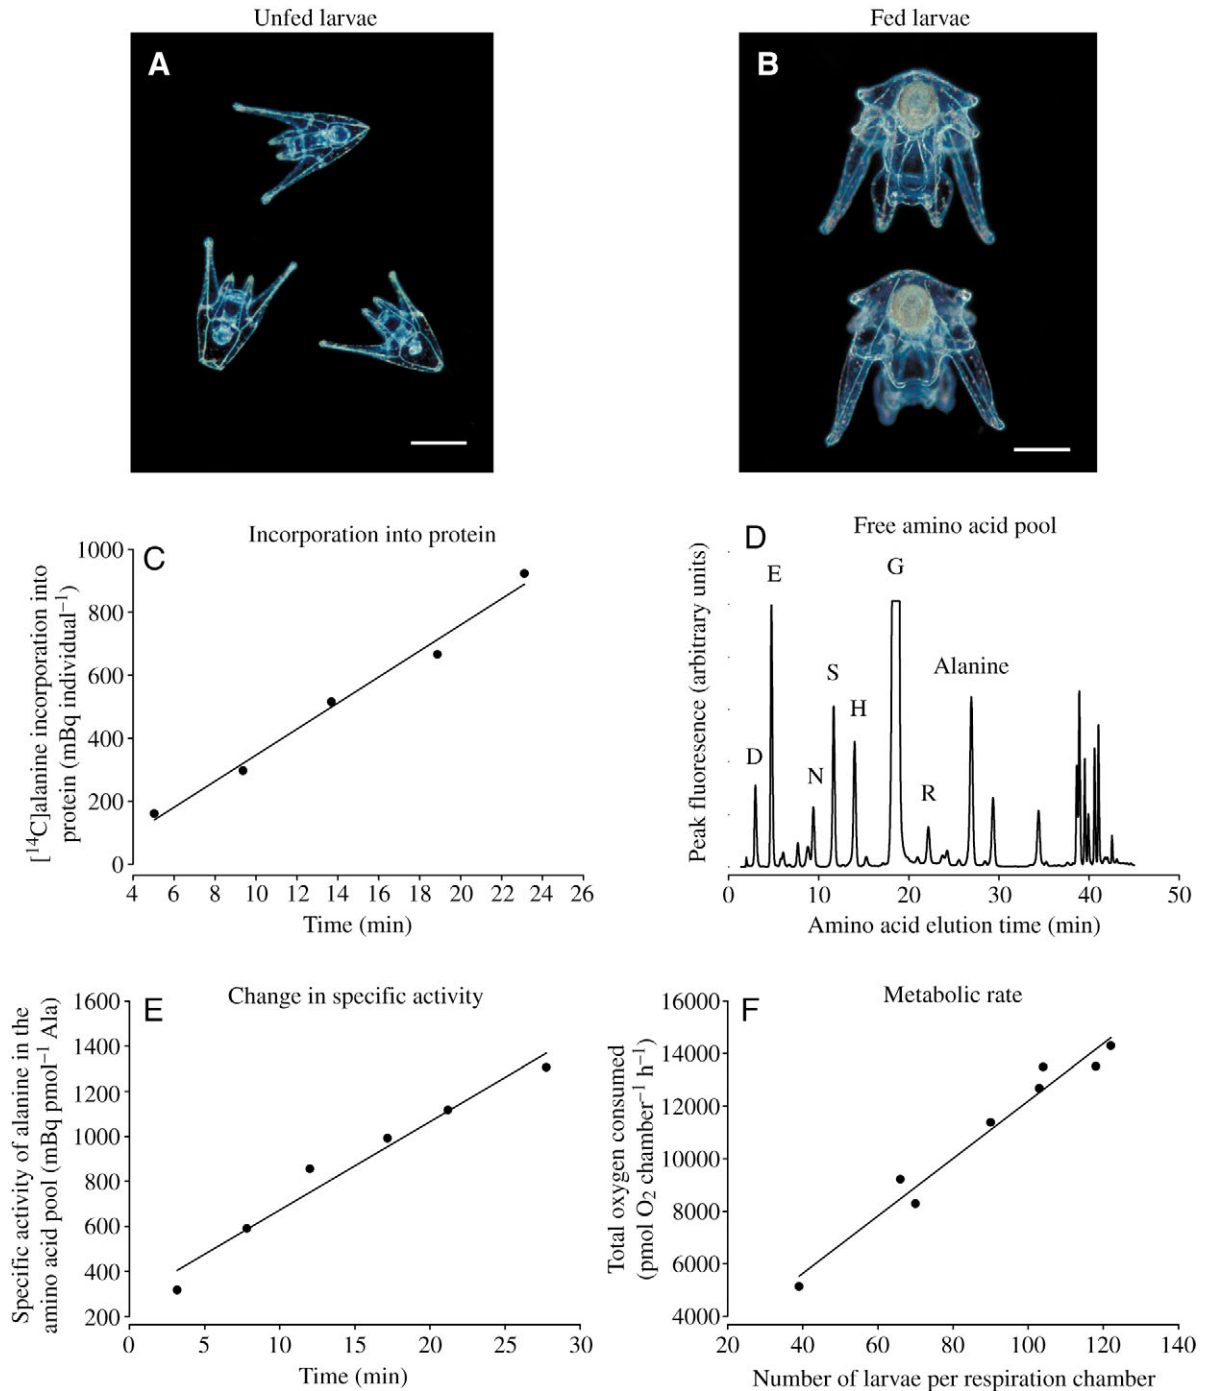 Unfed larvae
Fed larvae
A
B
Incorporation into protein
C
[¹⁴C]alanine incorporation into
protein (mBq individual⁻¹)
1000
800
600
400
200
0
4 6 8 10 12 14 16 18 20 22 24 26
Time (min)
Free amino acid pool
D
Peak fluoresence (arbitrary units)
E
G
S
Alanine
H
D
N
R
0 10 20 30 40 50
Amino acid elution time (min)
Change in specific activity
E
Specific activity of alanine in the
amino acid pool (mBq pmol⁻¹ Ala)
1600
1400
1200
1000
800
600
400
200
0 5 10 15 20 25 30
Time (min)
Metabolic rate
F
Total oxygen consumed
(pmol O₂ chamber⁻¹ h⁻¹)
16000
14000
12000
10000
8000
6000
4000
20 40 60 80 100 120 140
Number of larvae per respiration chamber